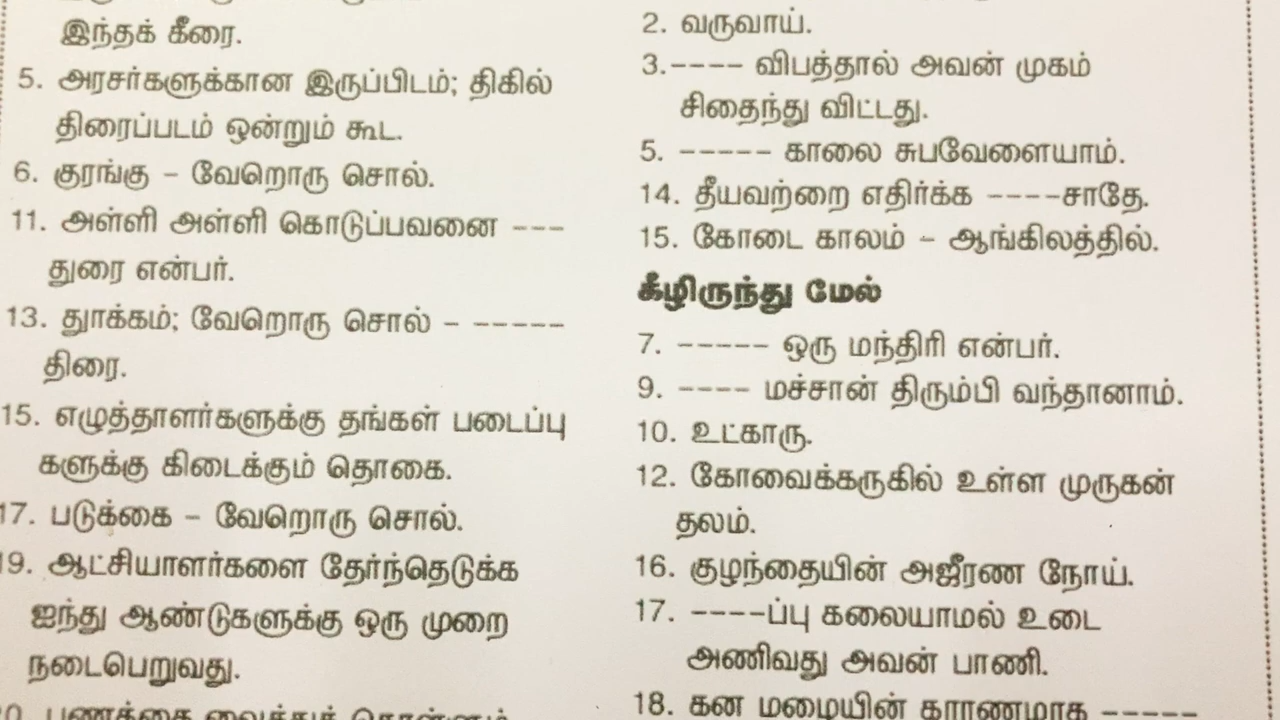 இந்தக் கீரை.
5. அரசர்களுக்கான இருப்பிடம்; திகில்
திரைப்படம் ஒன்றும் கூட.
6. குரங்கு – வேறொரு சொல்.
11. அள்ளி அள்ளி கொடுப்பவனை ---
துரை என்பர்.
13. தூக்கம்; வேறொரு சொல் – -----
திரை.
15. எழுத்தாளர்களுக்கு தங்கள் படைப்பு
களுக்கு கிடைக்கும் தொகை.
17. படுக்கை – வேறொரு சொல்.
19. ஆட்சியாளர்களை தேர்ந்தெடுக்க
ஐந்து ஆண்டுகளுக்கு ஒரு முறை
நடைபெறுவது.
2. வருவாய்.
3.---- விபத்தால் அவன் முகம்
சிதைந்து விட்டது.
5. ----- காலை சுபவேளையாம்.
14. தீயவற்றை எதிர்க்க ----சாதே.
15. கோடை காலம் – ஆங்கிலத்தில்.
கீழிருந்து மேல்
7. ----- ஒரு மந்திரி என்பர்.
9. ---- மச்சான் திரும்பி வந்தானாம்.
10. உட்காரு.
12. கோவைக்கருகில் உள்ள முருகன்
தலம்.
16. குழந்தையின் அஜீரண நோய்.
17. ----ப்பு கலையாமல் உடை
அணிவது அவன் பாணி.
18. கன மழையின் காரணமாக -----